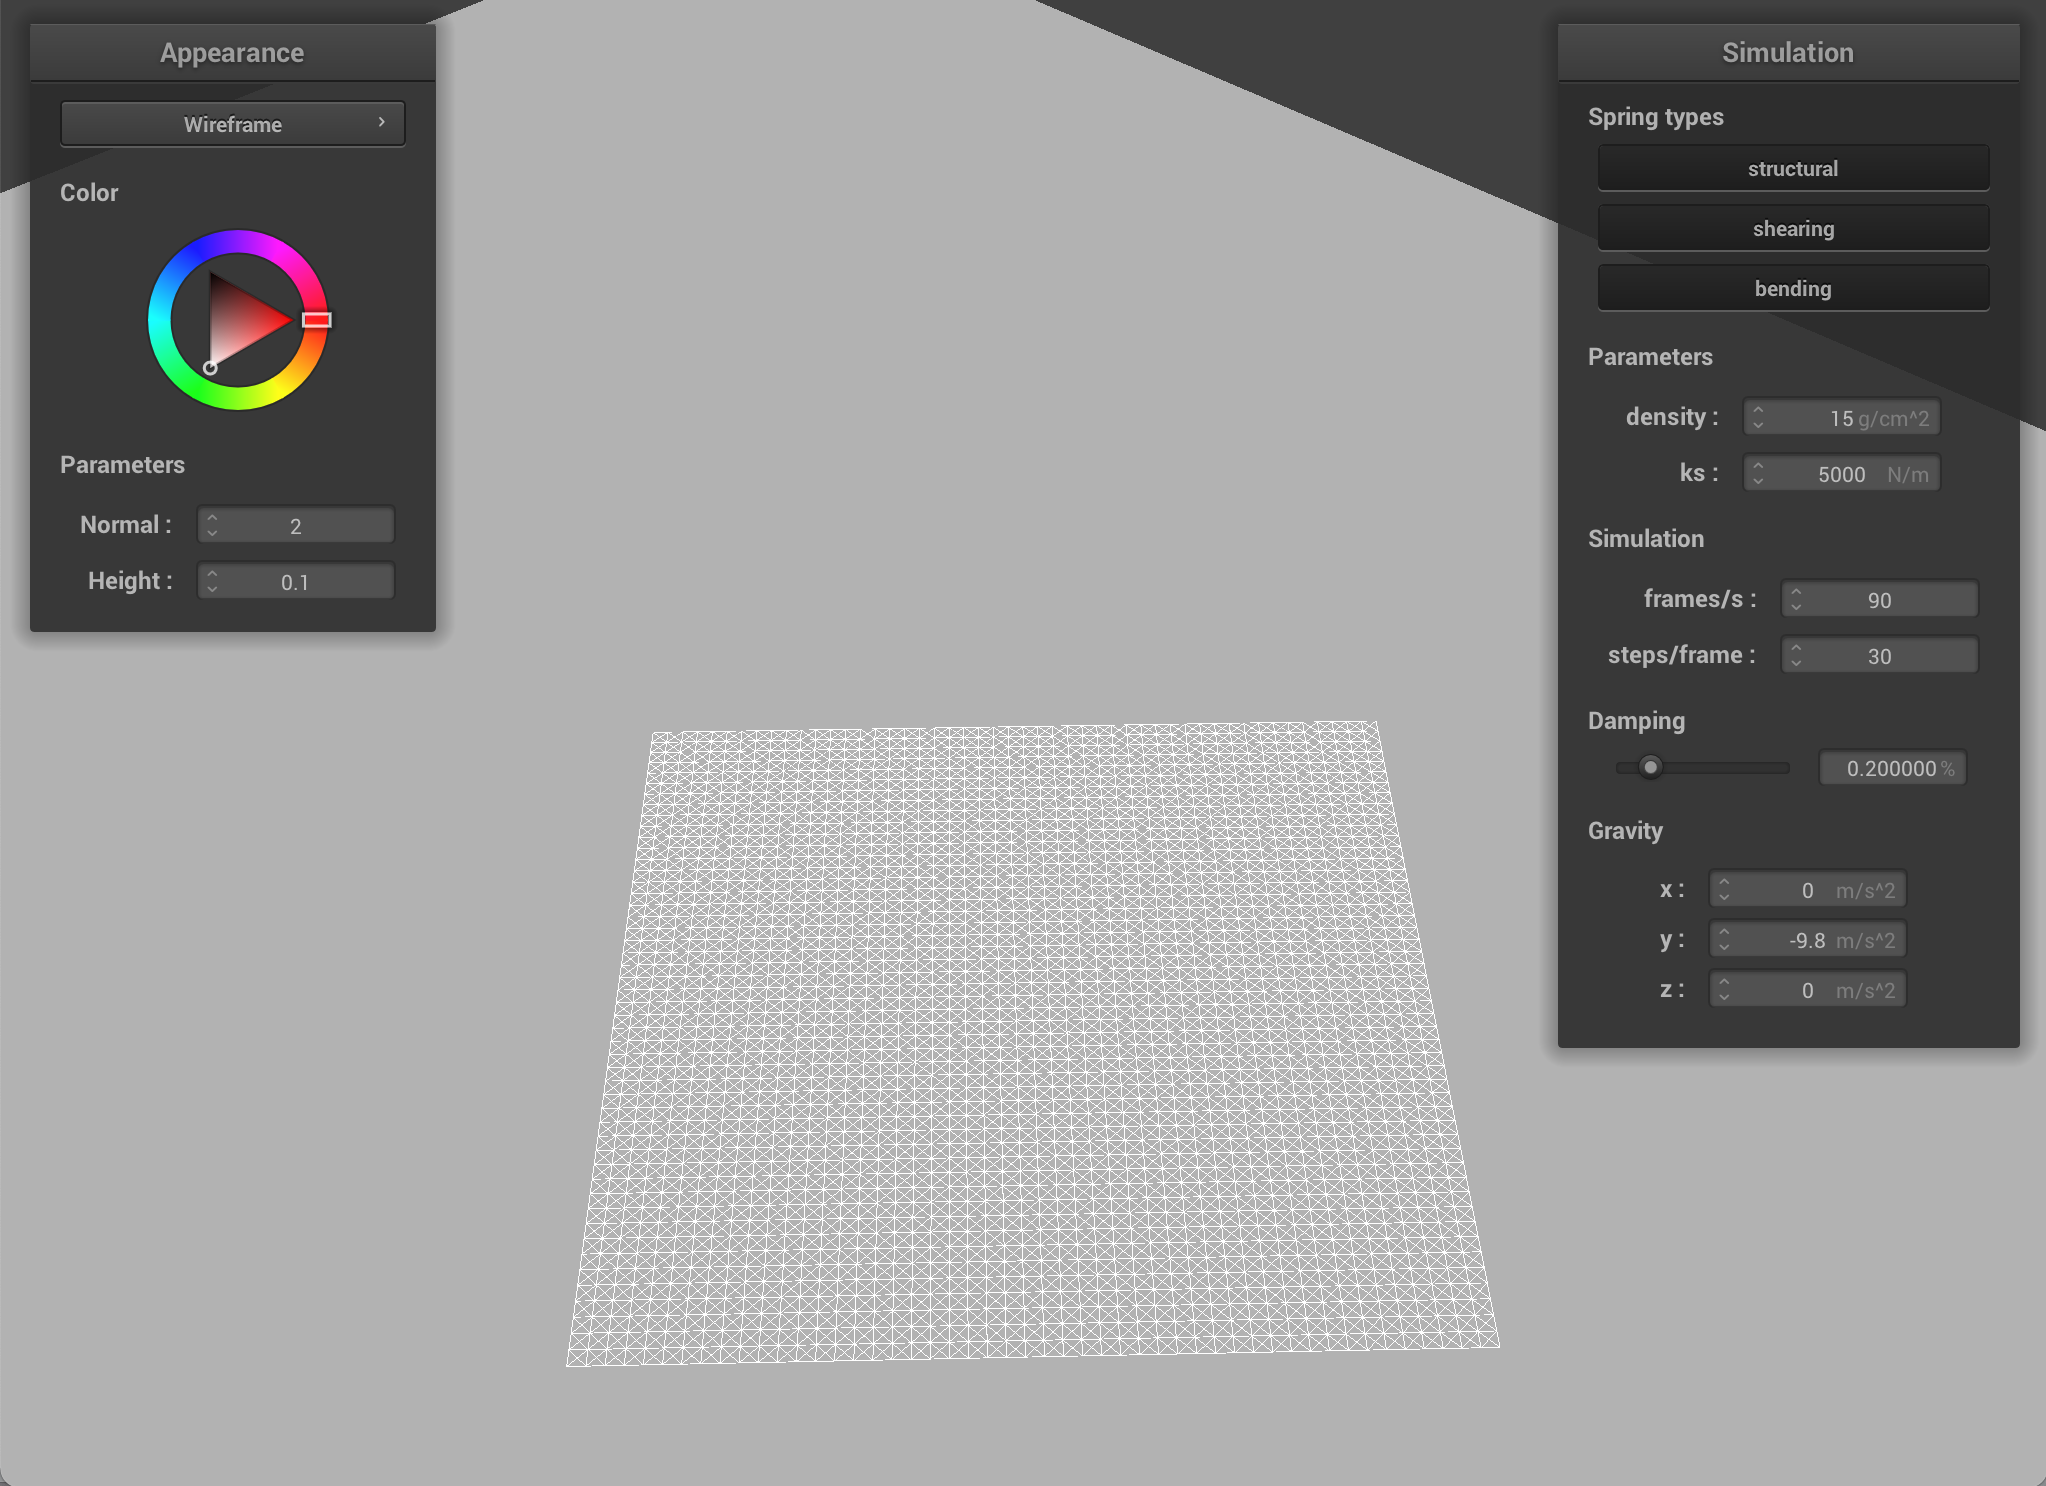 Appearance
Wireframe
Color
Parameters
Normal : 2
Height : 0.1
Simulation
Spring types
structural
shearing
bending
Parameters
density : 15 g/cm^2
ks : 5000 N/m
Simulation
frames/s : 90
steps/frame : 30
Damping
0.200000 %
Gravity
x : 0 m/s^2
y : -9.8 m/s^2
z : 0 m/s^2